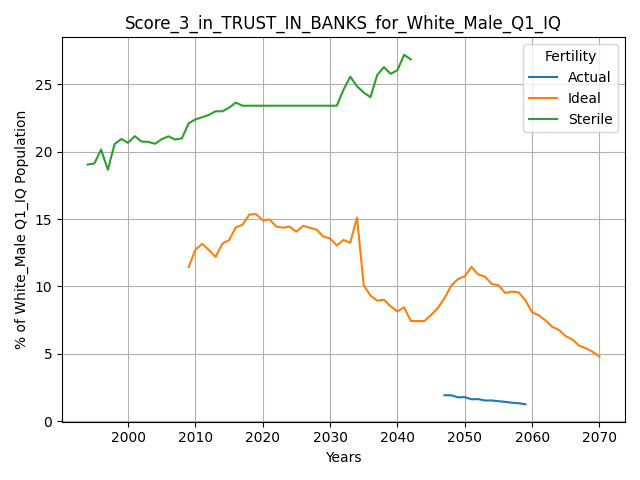 Score_3_in_TRUST_IN_BANKS_for_White_Male_Q1_IQ
Fertility
Actual
Ideal
Sterile
% of White_Male Q1_IQ Population
25
20
15
10
5
0
2000 2010 2020 2030 2040 2050 2060 2070
Years